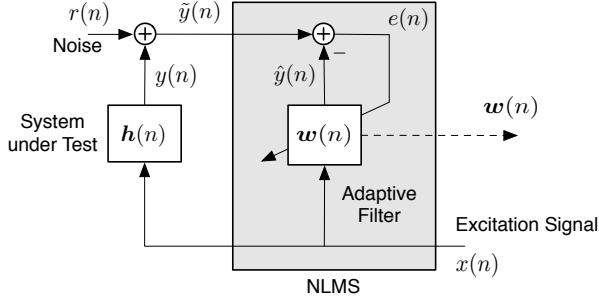 r(n)
ỹ(n)
e(n)
Noise
−
y(n)
ŷ(n)
System
under Test
h(n)
w(n)
w(n)
Adaptive
Filter
Excitation Signal
x(n)
NLMS